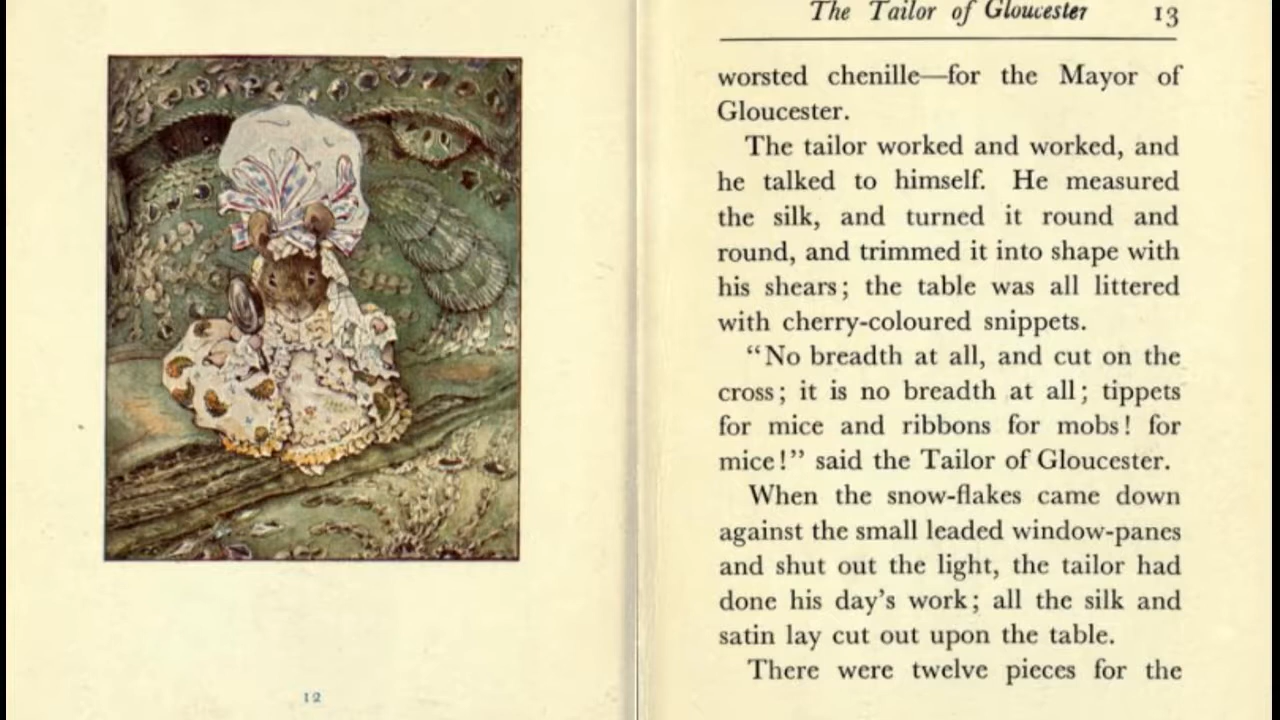 12
The Tailor of Gloucester 13
worsted chenille—for the Mayor of
Gloucester.
The tailor worked and worked, and
he talked to himself. He measured
the silk, and turned it round and
round, and trimmed it into shape with
his shears; the table was all littered
with cherry-coloured snippets.
“No breadth at all, and cut on the
cross; it is no breadth at all; tippets
for mice and ribbons for mobs! for
mice!” said the Tailor of Gloucester.
When the snow-flakes came down
against the small leaded window-panes
and shut out the light, the tailor had
done his day’s work; all the silk and
satin lay cut out upon the table.
There were twelve pieces for the